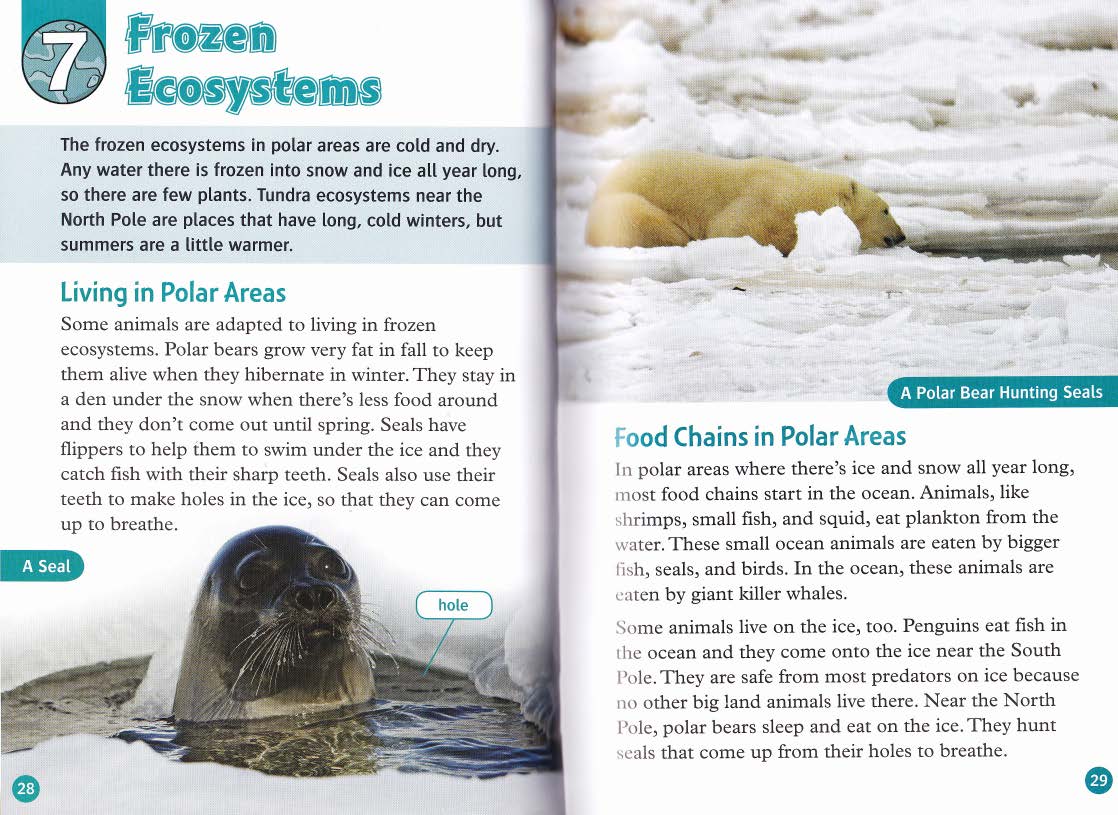 7
Frozen
Ecosystems
The frozen ecosystems in polar areas are cold and dry.
Any water there is frozen into snow and ice all year long,
so there are few plants. Tundra ecosystems near the
North Pole are places that have long, cold winters, but
summers are a little warmer.
Living in Polar Areas
Some animals are adapted to living in frozen
ecosystems. Polar bears grow very fat in fall to keep
them alive when they hibernate in winter. They stay in
a den under the snow when there's less food around
and they don't come out until spring. Seals have
flippers to help them to swim under the ice and they
catch fish with their sharp teeth. Seals also use their
teeth to make holes in the ice, so that they can come
up to breathe.
A Seal
hole
28
A Polar Bear Hunting Seals
Food Chains in Polar Areas
In polar areas where there's ice and snow all year long,
most food chains start in the ocean. Animals, like
shrimps, small fish, and squid, eat plankton from the
water. These small ocean animals are eaten by bigger
fish, seals, and birds. In the ocean, these animals are
eaten by giant killer whales.
Some animals live on the ice, too. Penguins eat fish in
the ocean and they come onto the ice near the South
Pole. They are safe from most predators on ice because
no other big land animals live there. Near the North
Pole, polar bears sleep and eat on the ice. They hunt
seals that come up from their holes to breathe.
29